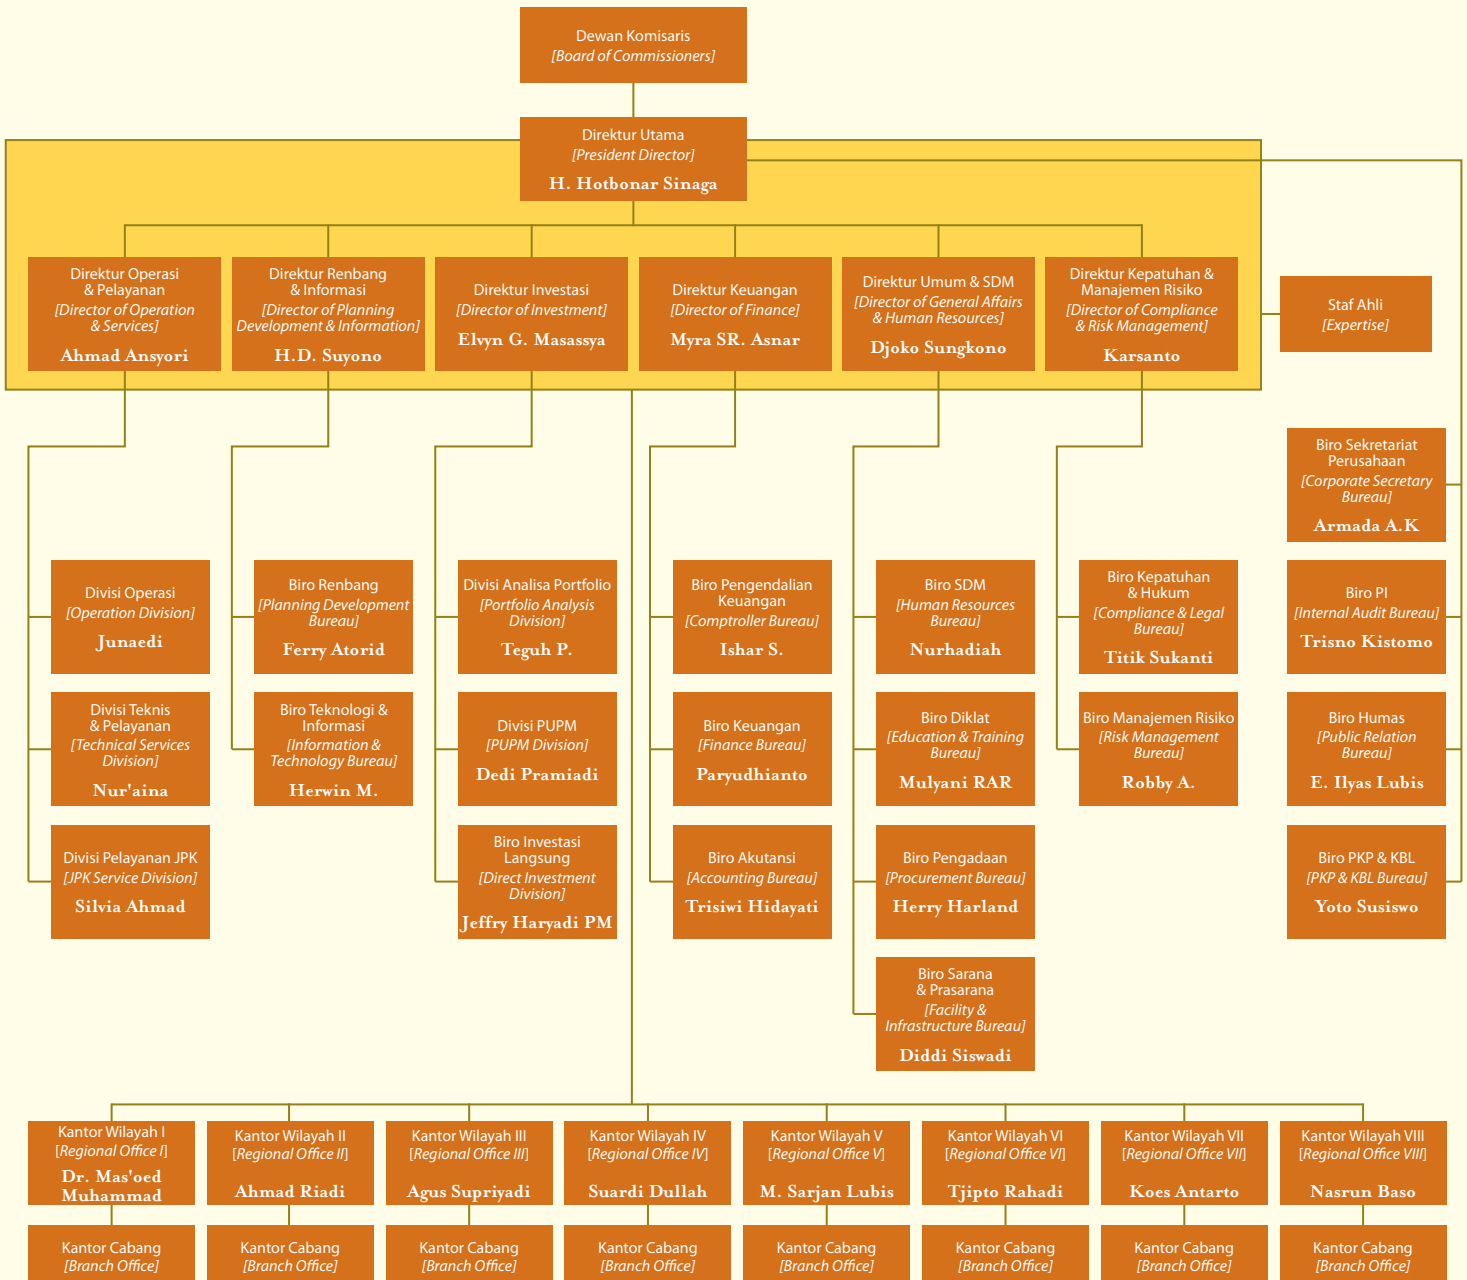 Dewan Komisaris
[Board of Commissioners]
Direktur Utama
[President Director]
H. Hotbonar Sinaga
Direktur Operasi
& Pelayanan
[Director of Operation
& Services]
Ahmad Ansyori
Direktur Renbang
& Informasi
[Director of Planning
Development & Information]
H.D. Suyono
Direktur Investasi
[Director of Investment]
Elvyn G. Masassya
Direktur Keuangan
[Director of Finance]
Myra SR. Asnar
Direktur Umum & SDM
[Director of General Affairs
& Human Resources]
Djoko Sungkono
Direktur Kepatuhan &
Manajemen Risiko
[Director of Compliance
& Risk Management]
Karsanto
Staf Ahli
[Expertise]
Biro Sekretariat
Perusahaan
[Corporate Secretary
Bureau]
Armada A.K
Divisi Operasi
[Operation Division]
Junaedi
Biro Renbang
[Planning Development
Bureau]
Ferry Atorid
Divisi Analisa Portfolio
[Portfolio Analysis
Division]
Teguh P.
Biro Pengendalian
Keuangan
[Comptroller Bureau]
Ishar S.
Biro SDM
[Human Resources
Bureau]
Nurhadiah
Biro Kepatuhan
& Hukum
[Compliance & Legal
Bureau]
Titik Sukanti
Biro PI
[Internal Audit Bureau]
Trisno Kistomo
Divisi Teknis
& Pelayanan
[Technical Services
Division]
Nur'aina
Biro Teknologi &
Informasi
[Information &
Technology Bureau]
Herwin M.
Divisi PUPM
[PUPM Division]
Dedi Pramiadi
Biro Keuangan
[Finance Bureau]
Paryudhianto
Biro Diklat
[Education & Training
Bureau]
Mulyani RAR
Biro Manajemen Risiko
[Risk Management
Bureau]
Robby A.
Biro Humas
[Public Relation
Bureau]
E. Ilyas Lubis
Divisi Pelayanan JPK
[JPK Service Division]
Silvia Ahmad
Biro Investasi
Langsung
[Direct Investment
Division]
Jeffry Haryadi PM
Biro Akutansi
[Accounting Bureau]
Trisiwi Hidayati
Biro Pengadaan
[Procurement Bureau]
Herry Harland
Biro PKP & KBL
[PKP & KBL Bureau]
Yoto Susiswo
Biro Sarana
& Prasarana
[Facility &
Infrastructure Bureau]
Diddi Siswadi
Kantor Wilayah I
[Regional Office I]
Dr. Mas'oed
Muhammad
Kantor Wilayah II
[Regional Office II]
Ahmad Riadi
Kantor Wilayah III
[Regional Office III]
Agus Supriyadi
Kantor Wilayah IV
[Regional Office IV]
Suardi Dullah
Kantor Wilayah V
[Regional Office V]
M. Sarjan Lubis
Kantor Wilayah VI
[Regional Office VI]
Tjipto Rahadi
Kantor Wilayah VII
[Regional Office VII]
Koes Antarto
Kantor Wilayah VIII
[Regional Office VIII]
Nasrun Baso
Kantor Cabang
[Branch Office]
Kantor Cabang
[Branch Office]
Kantor Cabang
[Branch Office]
Kantor Cabang
[Branch Office]
Kantor Cabang
[Branch Office]
Kantor Cabang
[Branch Office]
Kantor Cabang
[Branch Office]
Kantor Cabang
[Branch Office]